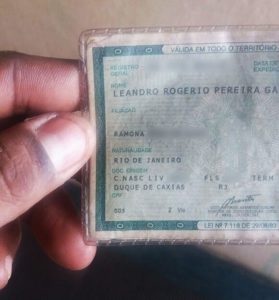 VÁLIDA EM TODO O TERRITÓRIO
REGISTRO GERAL
DATA DE
NOME
LEANDRO ROGERIO PEREIRA GA
FILIAÇÃO
RAMONA
NATURALIDADE
RIO DE JANEIRO
DOC. ORIGEM
C.NASC LIV FLS TERM
DUQUE DE CAXIAS RJ
CPF
2 Via
LEI Nº 7.116 DE 29/08/83